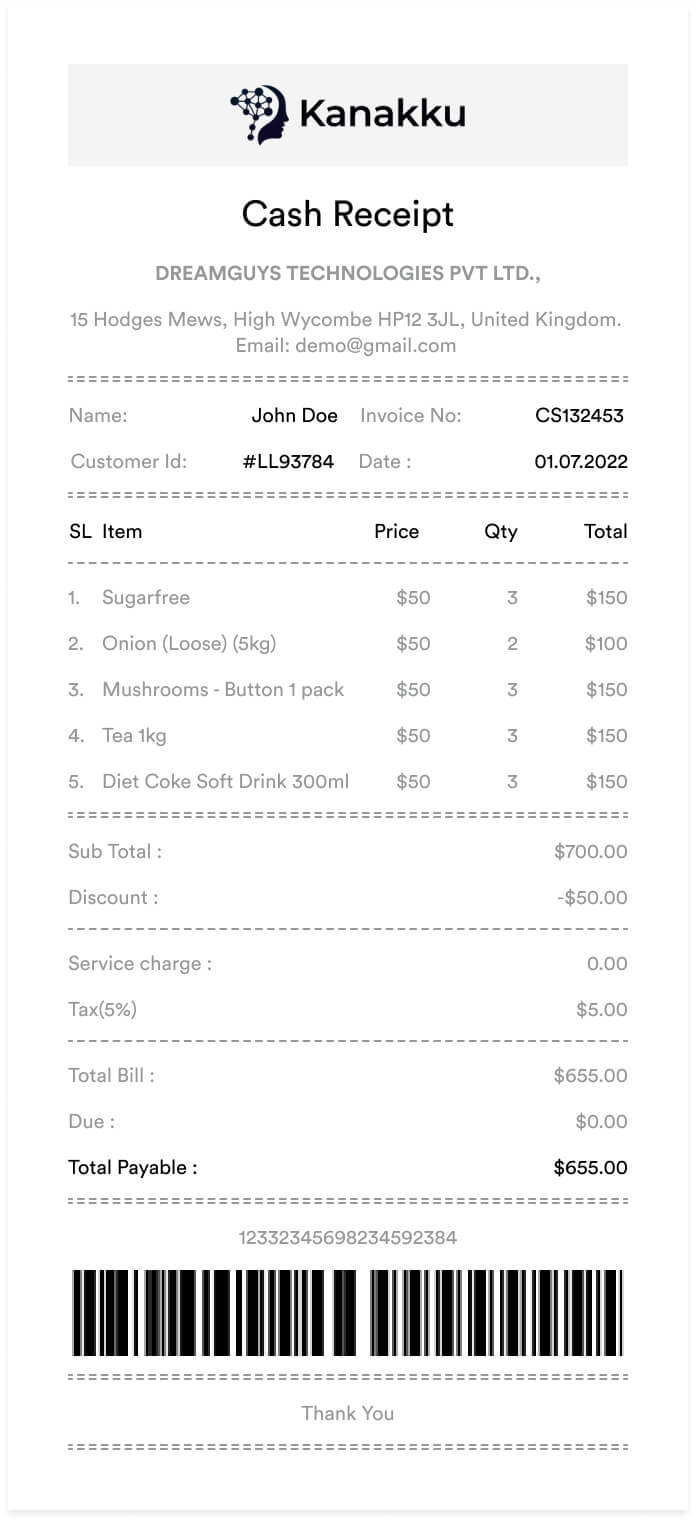 Kanakku
Cash Receipt
DREAMGUYS TECHNOLOGIES PVT LTD.,
15 Hodges Mews, High Wycombe HP12 3JL, United Kingdom.
Email: demo@gmail.com
Name: John Doe Invoice No: CS132453
Customer Id: #LL93784 Date : 01.07.2022
SL Item Price Qty Total
1. Sugarfree $50 3 $150
2. Onion (Loose) (5kg) $50 2 $100
3. Mushrooms - Button 1 pack $50 3 $150
4. Tea 1kg $50 3 $150
5. Diet Coke Soft Drink 300ml $50 3 $150
Sub Total : $700.00
Discount : -$50.00
Service charge : 0.00
Tax(5%) $5.00
Total Bill : $655.00
Due : $0.00
Total Payable : $655.00
12332345698234592384
Thank You